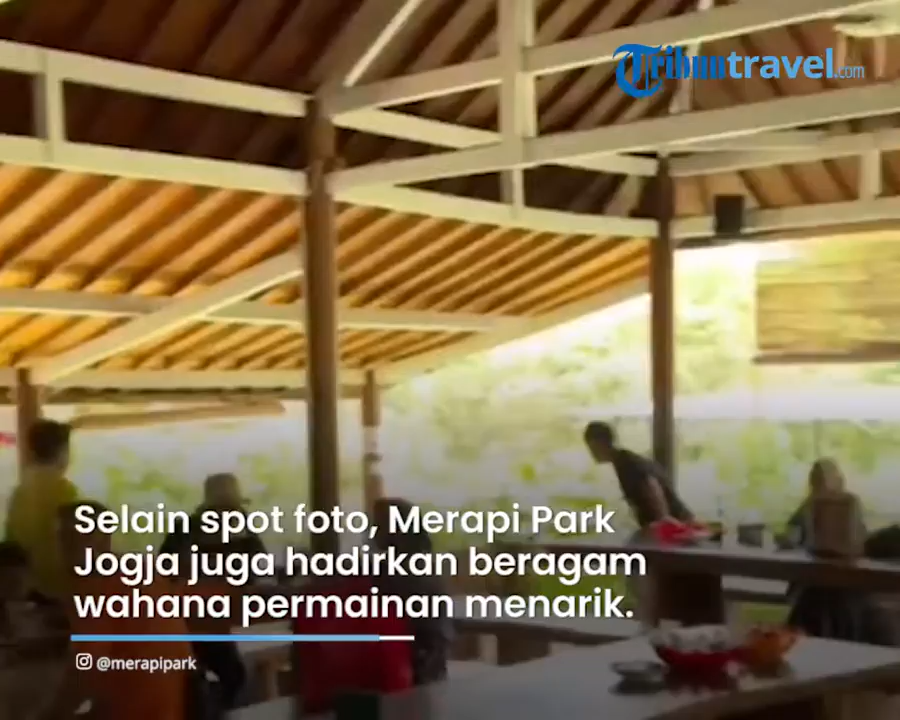 Tribuntravel.com
Selain spot foto, Merapi Park
Jogja juga hadirkan beragam
wahana permainan menarik.
@merapipark